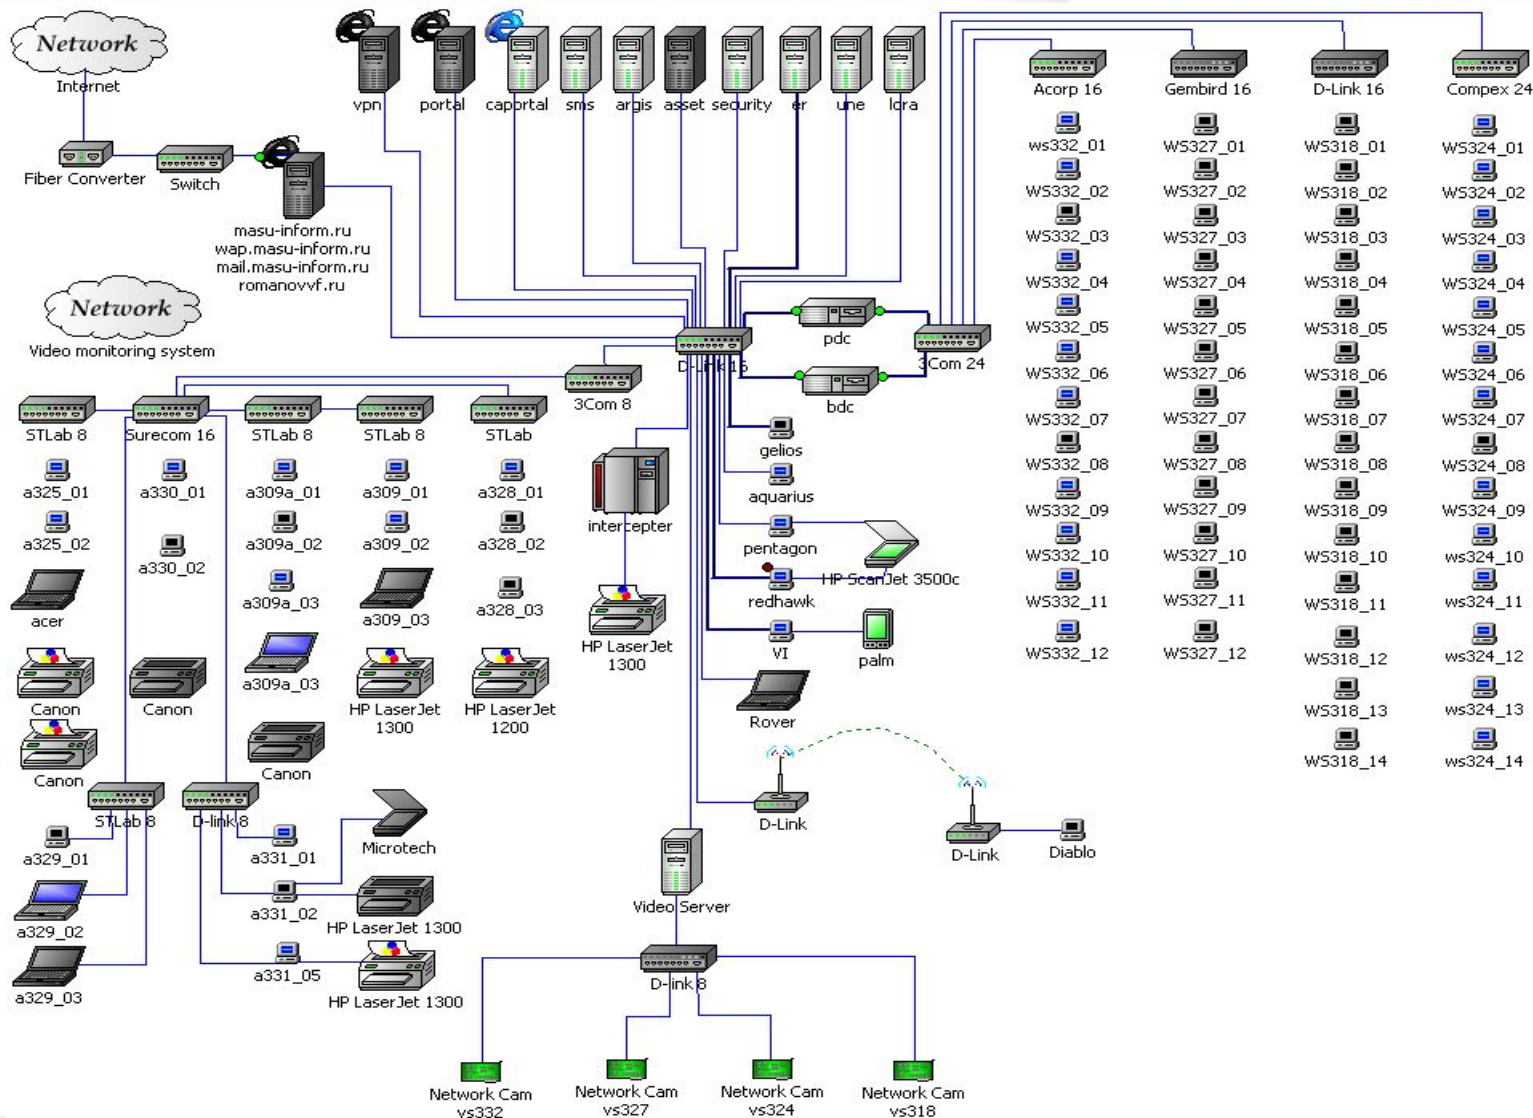 Network
Internet
Fiber Converter
Switch
masu-inform.ru
wap.masu-inform.ru
mail.masu-inform.ru
romanovvf.ru
Network
Video monitoring system
vpn
portal
caportal
sms
argis
asset
security
er
une
lcra
D-Link 16
pdc
bdc
3Com 24
3Com 8
Acorp 16
Gembird 16
D-Link 16
Compex 24
ws332_01
WS327_01
WS318_01
WS324_01
WS332_02
WS327_02
WS318_02
WS324_02
WS332_03
WS327_03
WS318_03
WS324_03
WS332_04
WS327_04
WS318_04
WS324_04
WS332_05
WS327_05
WS318_05
WS324_05
WS332_06
WS327_06
WS318_06
WS324_06
WS332_07
WS327_07
WS318_07
WS324_07
WS332_08
WS327_08
WS318_08
WS324_08
WS332_09
WS327_09
WS318_09
WS324_09
WS332_10
WS327_10
WS318_10
ws324_10
WS332_11
WS327_11
WS318_11
ws324_11
WS332_12
WS327_12
WS318_12
ws324_12
WS318_13
ws324_13
WS318_14
ws324_14
STLab 8
Surecom 16
STLab 8
STLab 8
STLab
a325_01
a330_01
a309a_01
a309_01
a328_01
a325_02
a330_02
a309a_02
a309_02
a328_02
acer
a309a_03
a309_03
a328_03
Canon
Canon
a309a_03
HP LaserJet
1300
HP LaserJet
1200
Canon
Canon
STLab 8
D-link 8
a329_01
a331_01
Microtech
a329_02
a331_02
HP LaserJet 1300
a329_03
a331_05
HP LaserJet 1300
intercepter
HP LaserJet
1300
gelios
aquarius
pentagon
HP ScanJet 3500c
redhawk
VI
palm
Rover
D-Link
D-Link
Diablo
Video Server
D-ink 8
Network Cam
vs332
Network Cam
vs327
Network Cam
vs324
Network Cam
vs318